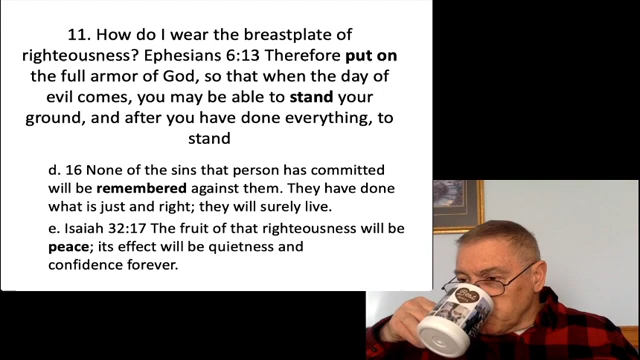 11. How do I wear the breastplate of
righteousness? Ephesians 6:13 Therefore put on
the full armor of God, so that when the day of
evil comes, you may be able to stand your
ground, and after you have done everything, to
stand
d. 16 None of the sins that person has committed
will be remembered against them. They have done
what is just and right; they will surely live.
e. Isaiah 32:17 The fruit of that righteousness will be
peace; its effect will be quietness and
confidence forever.